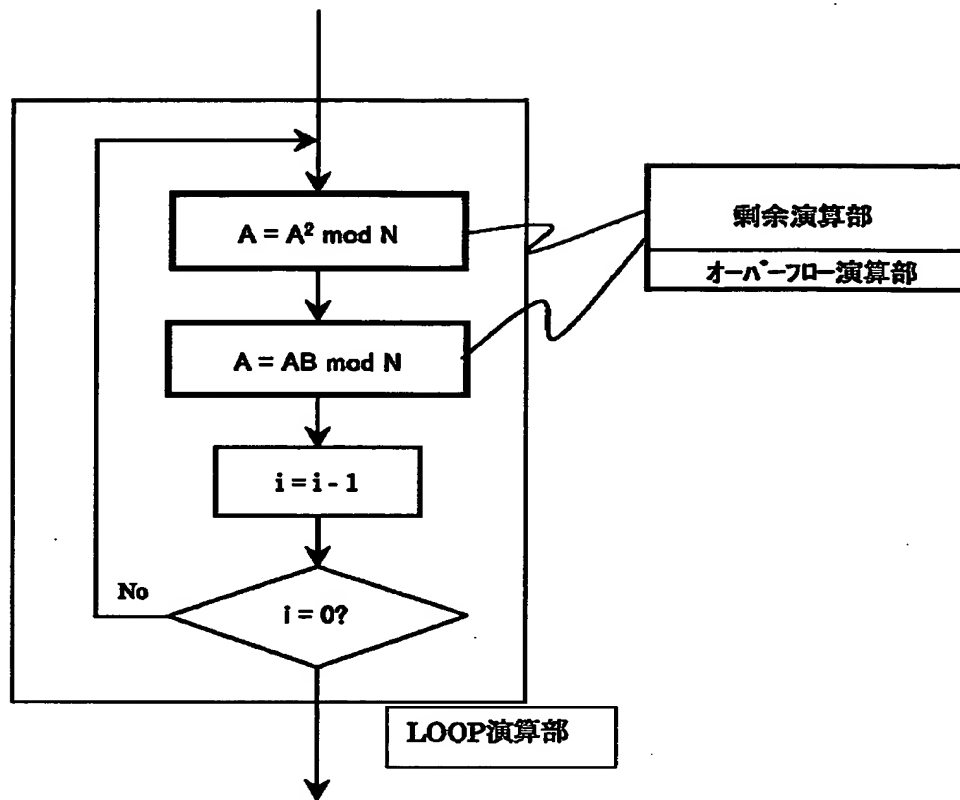 A = A² mod N
剰余演算部
オーバーフロー演算部
A = AB mod N
i = i - 1
No
i = 0?
LOOP演算部